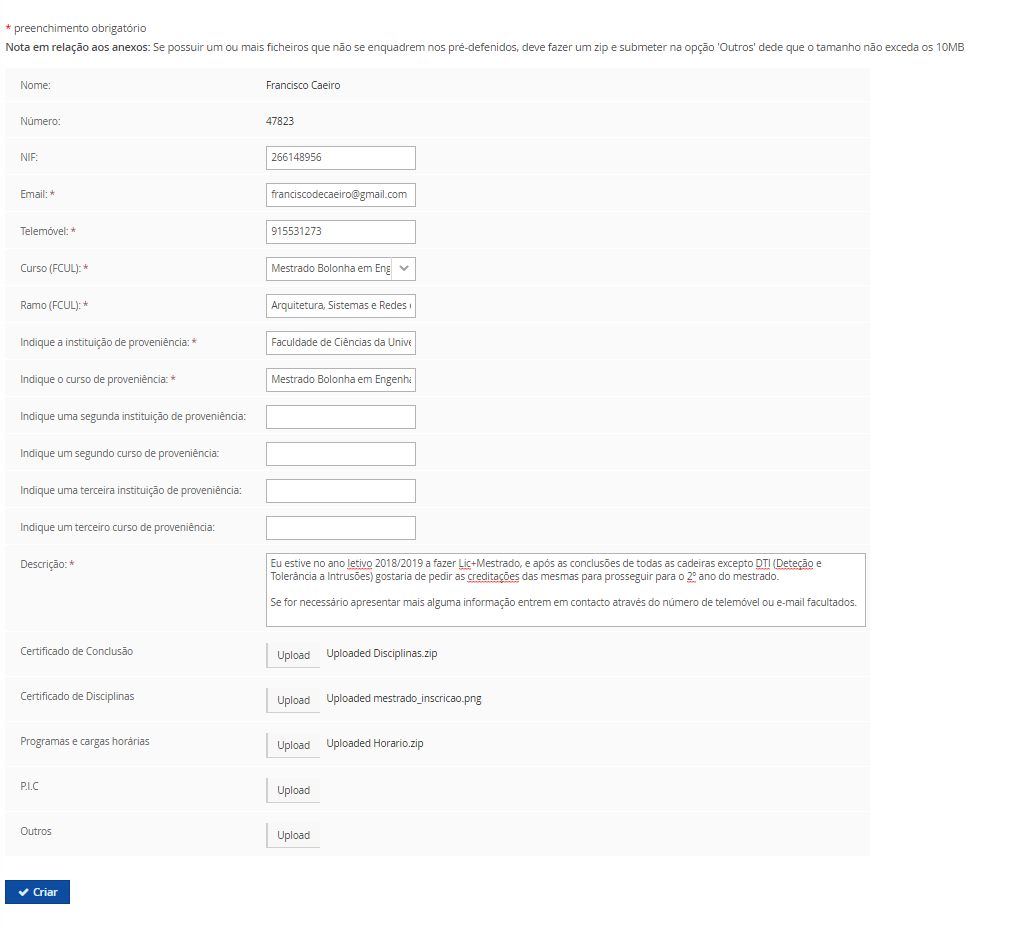 * preenchimento obrigatório
Nota em relação aos anexos: Se possuir um ou mais ficheiros que não se enquadrem nos pré-defenidos, deve fazer um zip e submeter na opção 'Outros' dede que o tamanho não exceda os 10MB
Nome: Francisco Caeiro
Número: 47823
NIF: 266148956
Email: * franciscodecaeiro@gmail.com
Telemóvel: * 915531273
Curso (FCUL): * Mestrado Bolonha em Eng
Ramo (FCUL): * Arquitetura, Sistemas e Redes
Indique a instituição de proveniência: * Faculdade de Ciências da Unive
Indique o curso de proveniência: * Mestrado Bolonha em Engenha
Indique uma segunda instituição de proveniência:
Indique um segundo curso de proveniência:
Indique uma terceira instituição de proveniência:
Indique um terceiro curso de proveniência:
Descrição: * Eu estive no ano letivo 2018/2019 a fazer Lic+Mestrado, e após as conclusões de todas as cadeiras excepto DTI (Deteção e
Tolerância a Intrusões) gostaria de pedir as creditações das mesmas para prosseguir para o 2º ano do mestrado.
Se for necessário apresentar mais alguma informação entrem em contacto através do número de telemóvel ou e-mail facultados.
Certificado de Conclusão Upload Uploaded Disciplinas.zip
Certificado de Disciplinas Upload Uploaded mestrado_inscricao.png
Programas e cargas horárias Upload Uploaded Horario.zip
P.I.C Upload
Outros Upload
Criar